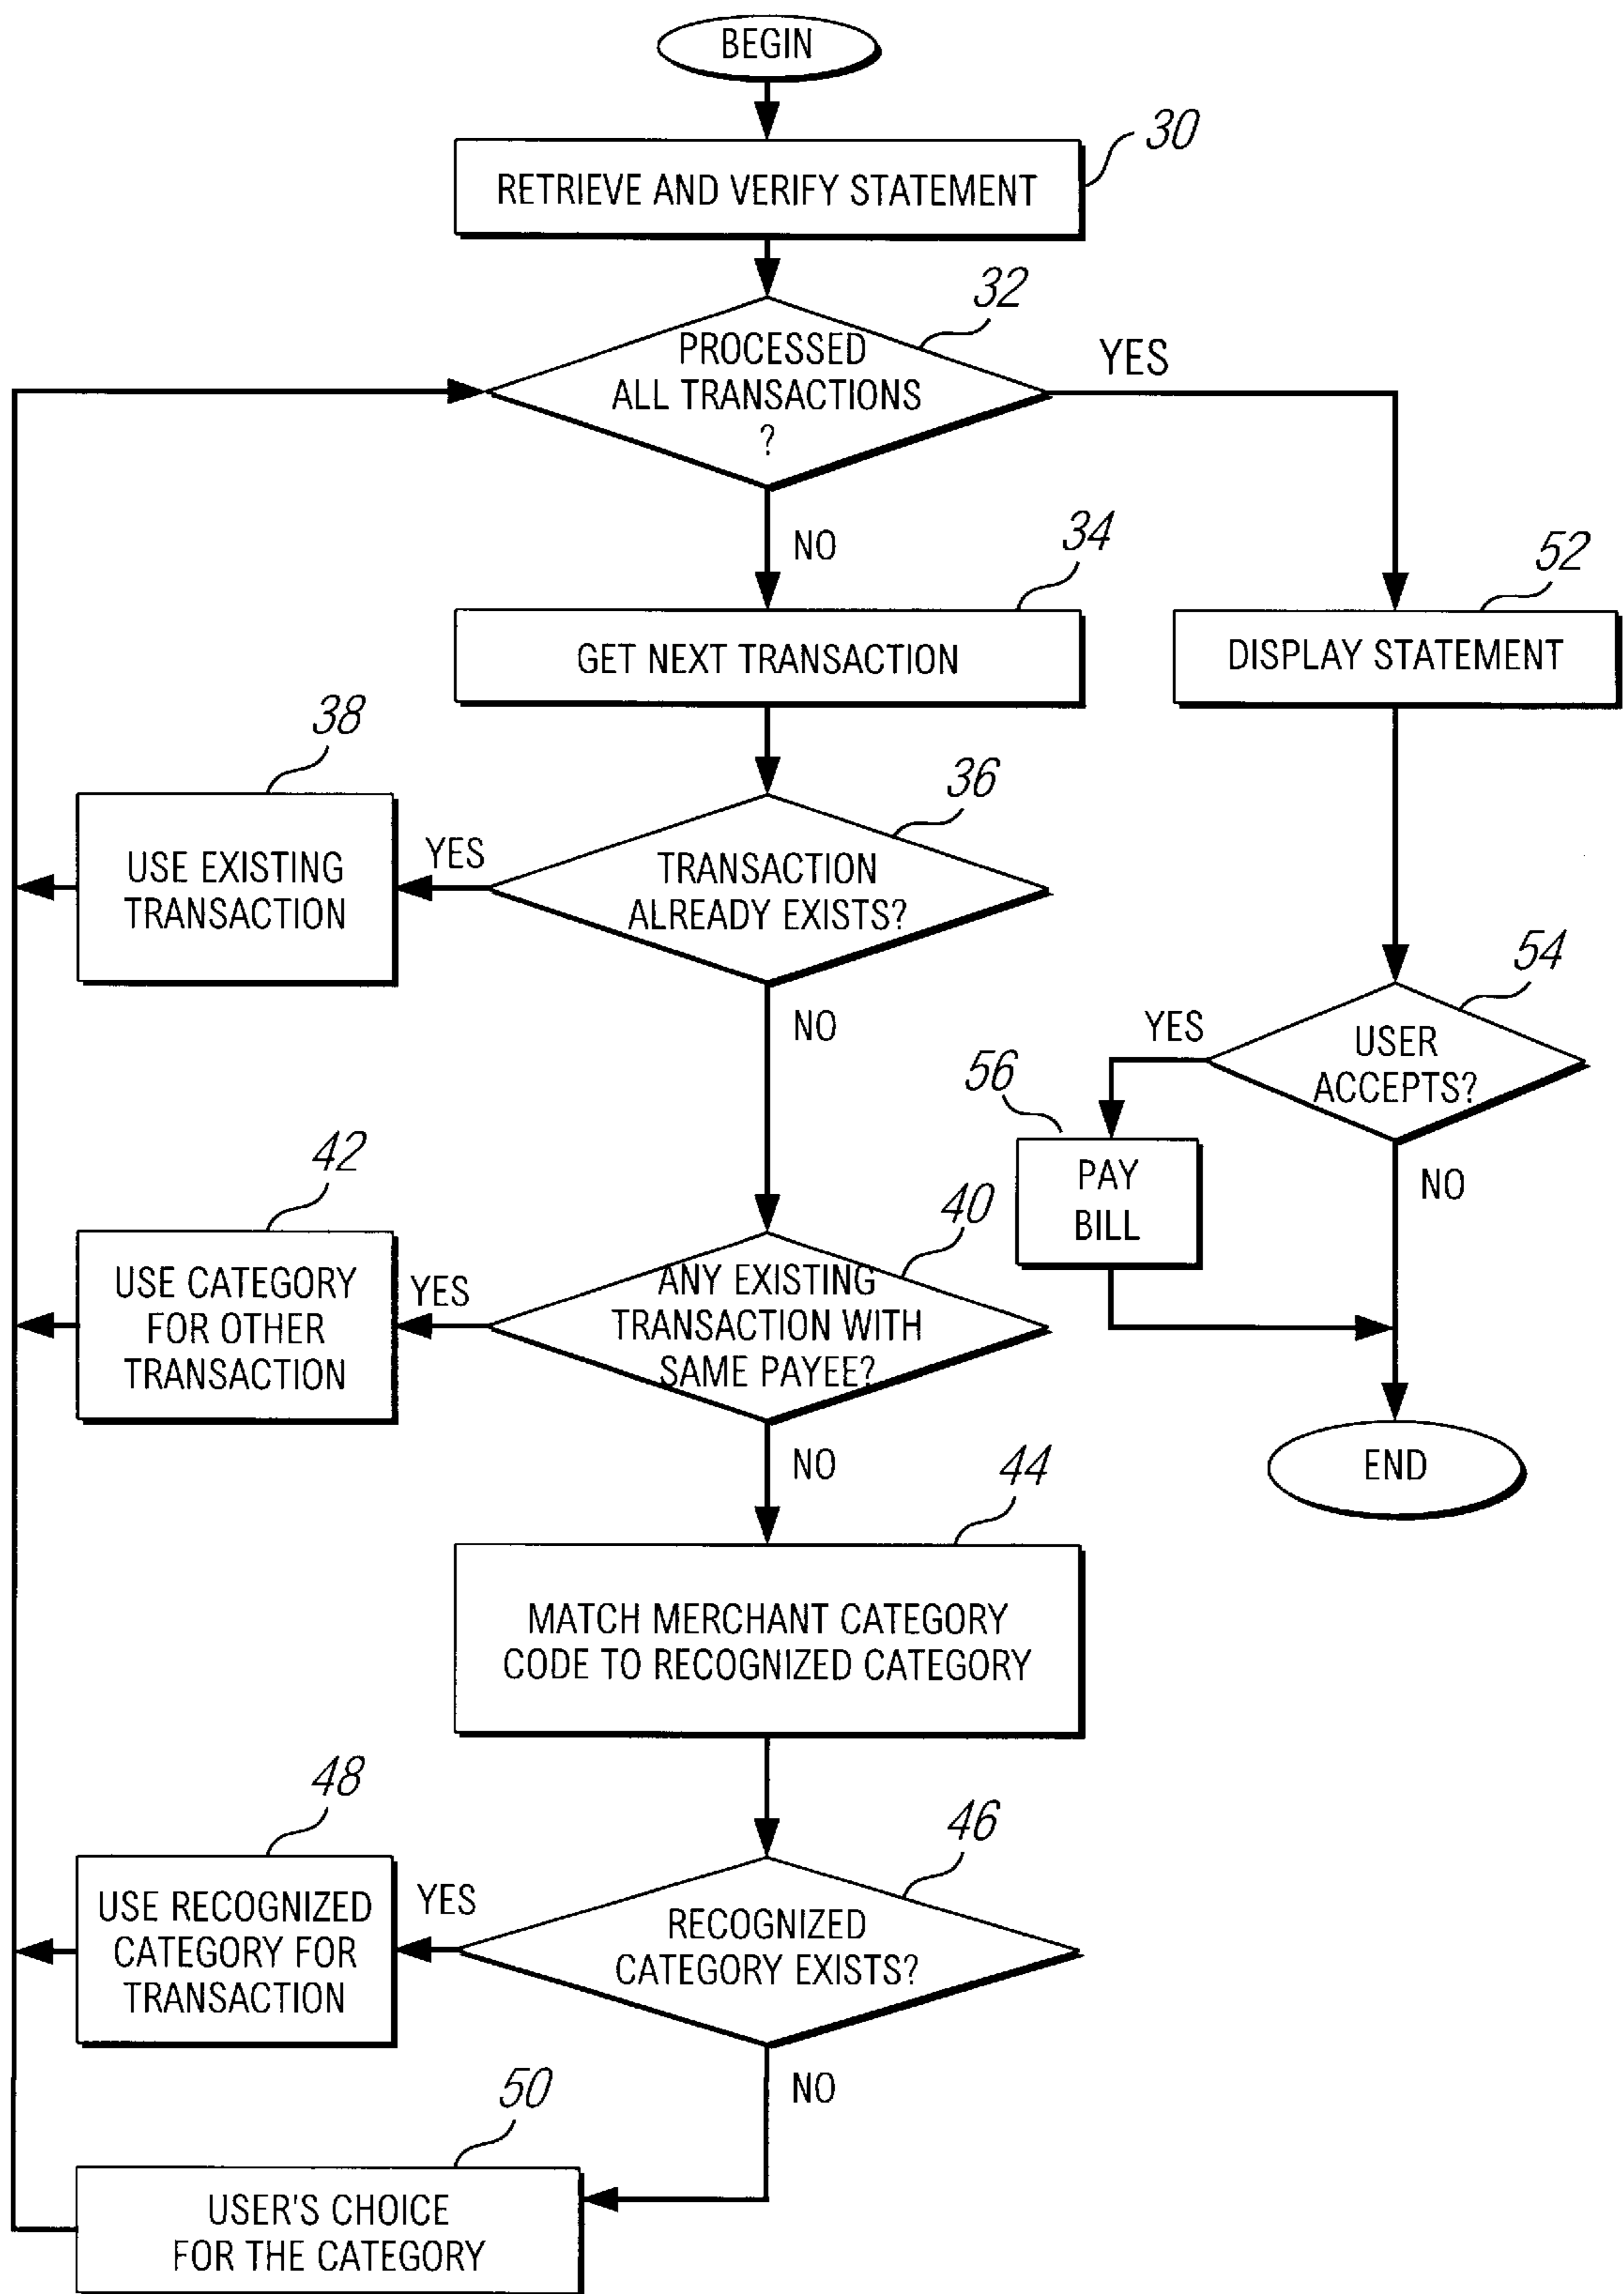 BEGIN
30
RETRIEVE AND VERIFY STATEMENT
32
PROCESSED
ALL TRANSACTIONS
?
YES
NO
34
GET NEXT TRANSACTION
52
DISPLAY STATEMENT
38
USE EXISTING
TRANSACTION
YES
36
TRANSACTION
ALREADY EXISTS?
NO
54
USER
ACCEPTS?
YES
56
PAY
BILL
NO
42
USE CATEGORY
FOR OTHER
TRANSACTION
YES
40
ANY EXISTING
TRANSACTION WITH
SAME PAYEE?
NO
END
44
MATCH MERCHANT CATEGORY
CODE TO RECOGNIZED CATEGORY
48
USE RECOGNIZED
CATEGORY FOR
TRANSACTION
YES
46
RECOGNIZED
CATEGORY EXISTS?
NO
50
USER'S CHOICE
FOR THE CATEGORY